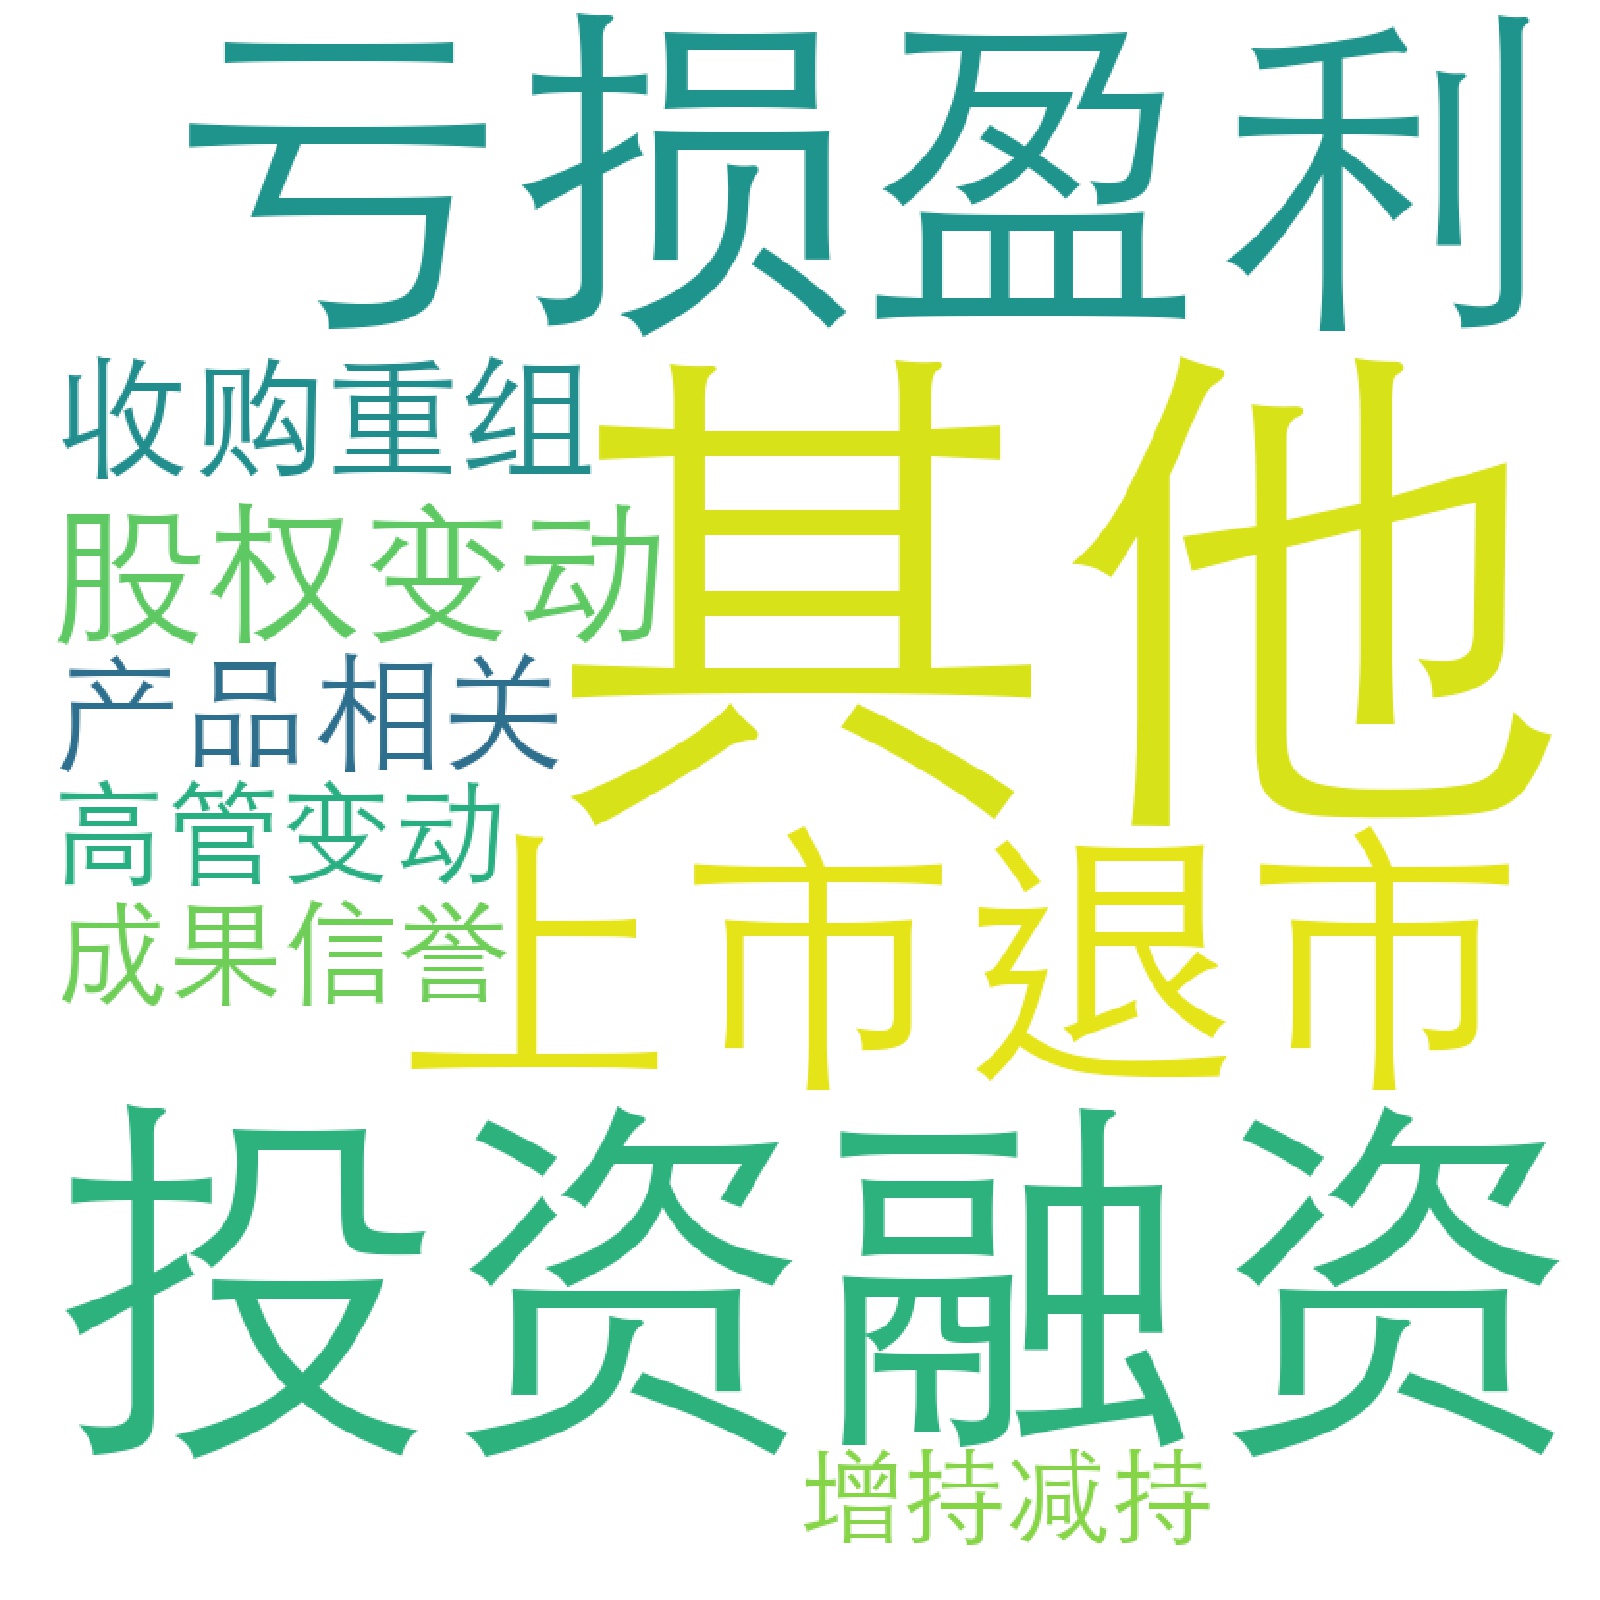 亏损盈利
收购重组
其他
股权变动
产品相关
高管变动
上市退市
成果信誉
投资融资
增持减持